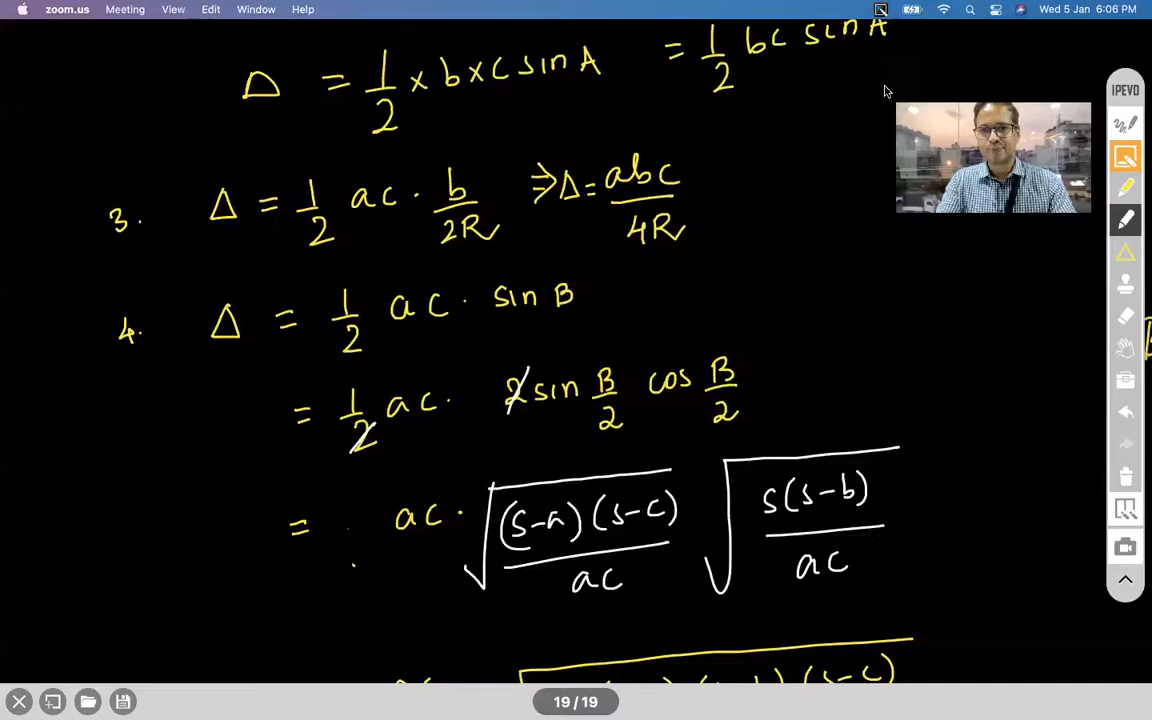 zoom.us Meeting View Edit Window Help Wed 5 Jan 6:06 PM
IPEVO
Δ = 1/2 × b × c sin A = 1/2 bc sin A
3. Δ = 1/2 ac · b/2R ⇒ Δ = abc/4R
4. Δ = 1/2 ac · sin B
= 1/2 ac · 2 sin B/2 cos B/2
= ac · √((s-a)(s-c)/ac) √(s(s-b)/ac)
(s-c)
19/19